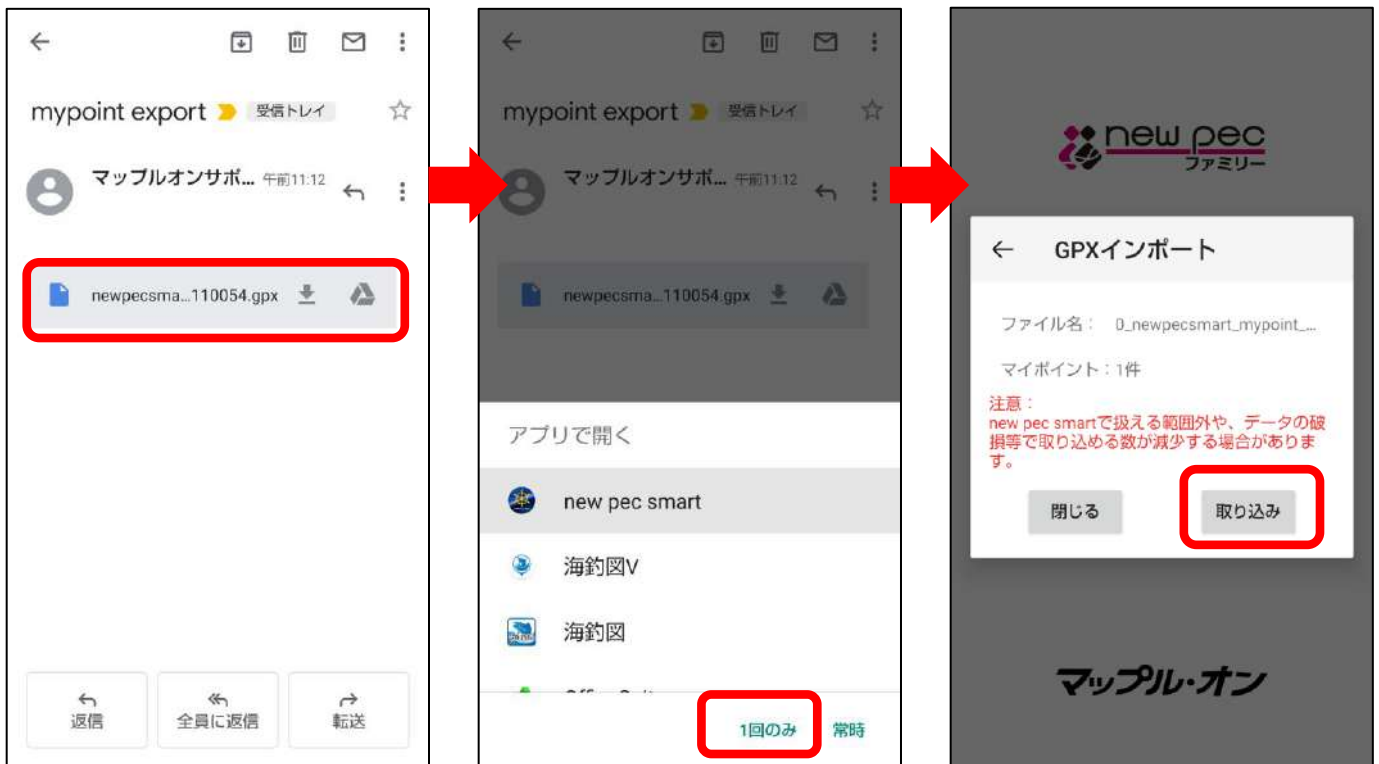 mypoint export
受信トレイ
マップルオンサポ... 午前11:12
newpecsma...110054.gpx
返信
全員に返信
転送
mypoint export
受信トレイ
マップルオンサポ... 午前11:12
newpecsma...110054.gpx
アプリで開く
new pec smart
海釣図V
海釣図
1回のみ
常時
new pec
ファミリー
GPXインポート
ファイル名： 0_newpecsmart_mypoint_...
マイポイント：1件
注意：
new pec smartで扱える範囲外や、データの破
損等で取り込める数が減少する場合がありま
す。
閉じる
取り込み
マップル・オン